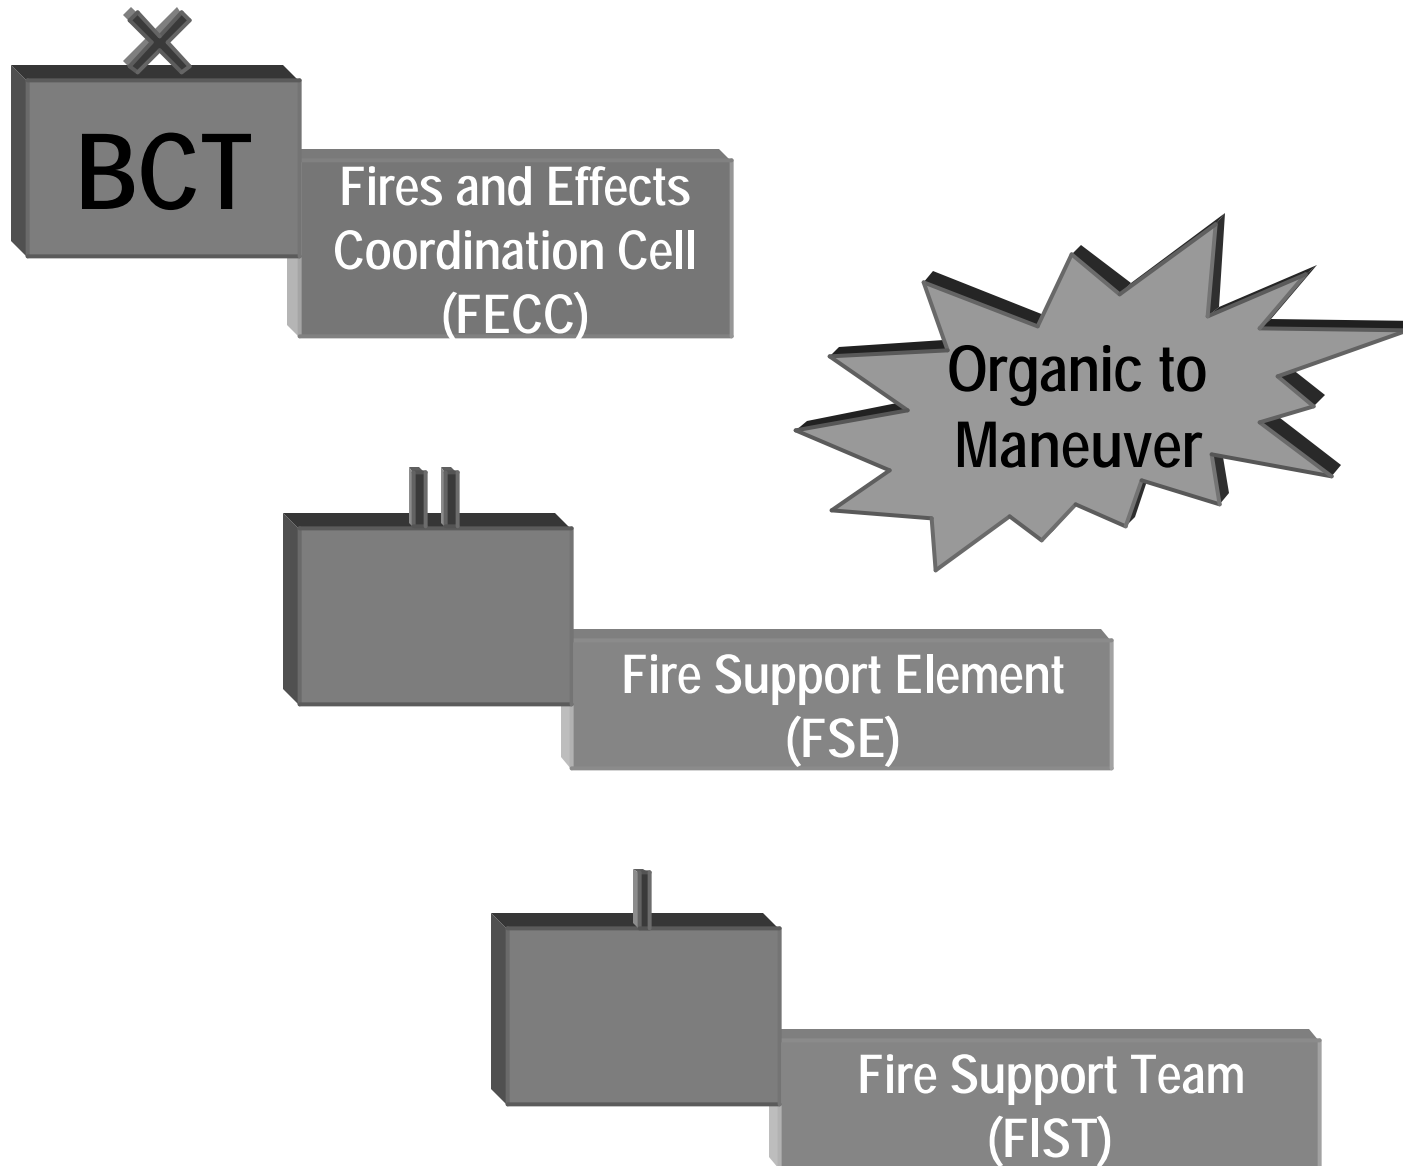 BCT
Fires and Effects
Coordination Cell
(FECC)
Organic to
Maneuver
Fire Support Element
(FSE)
Fire Support Team
(FIST)